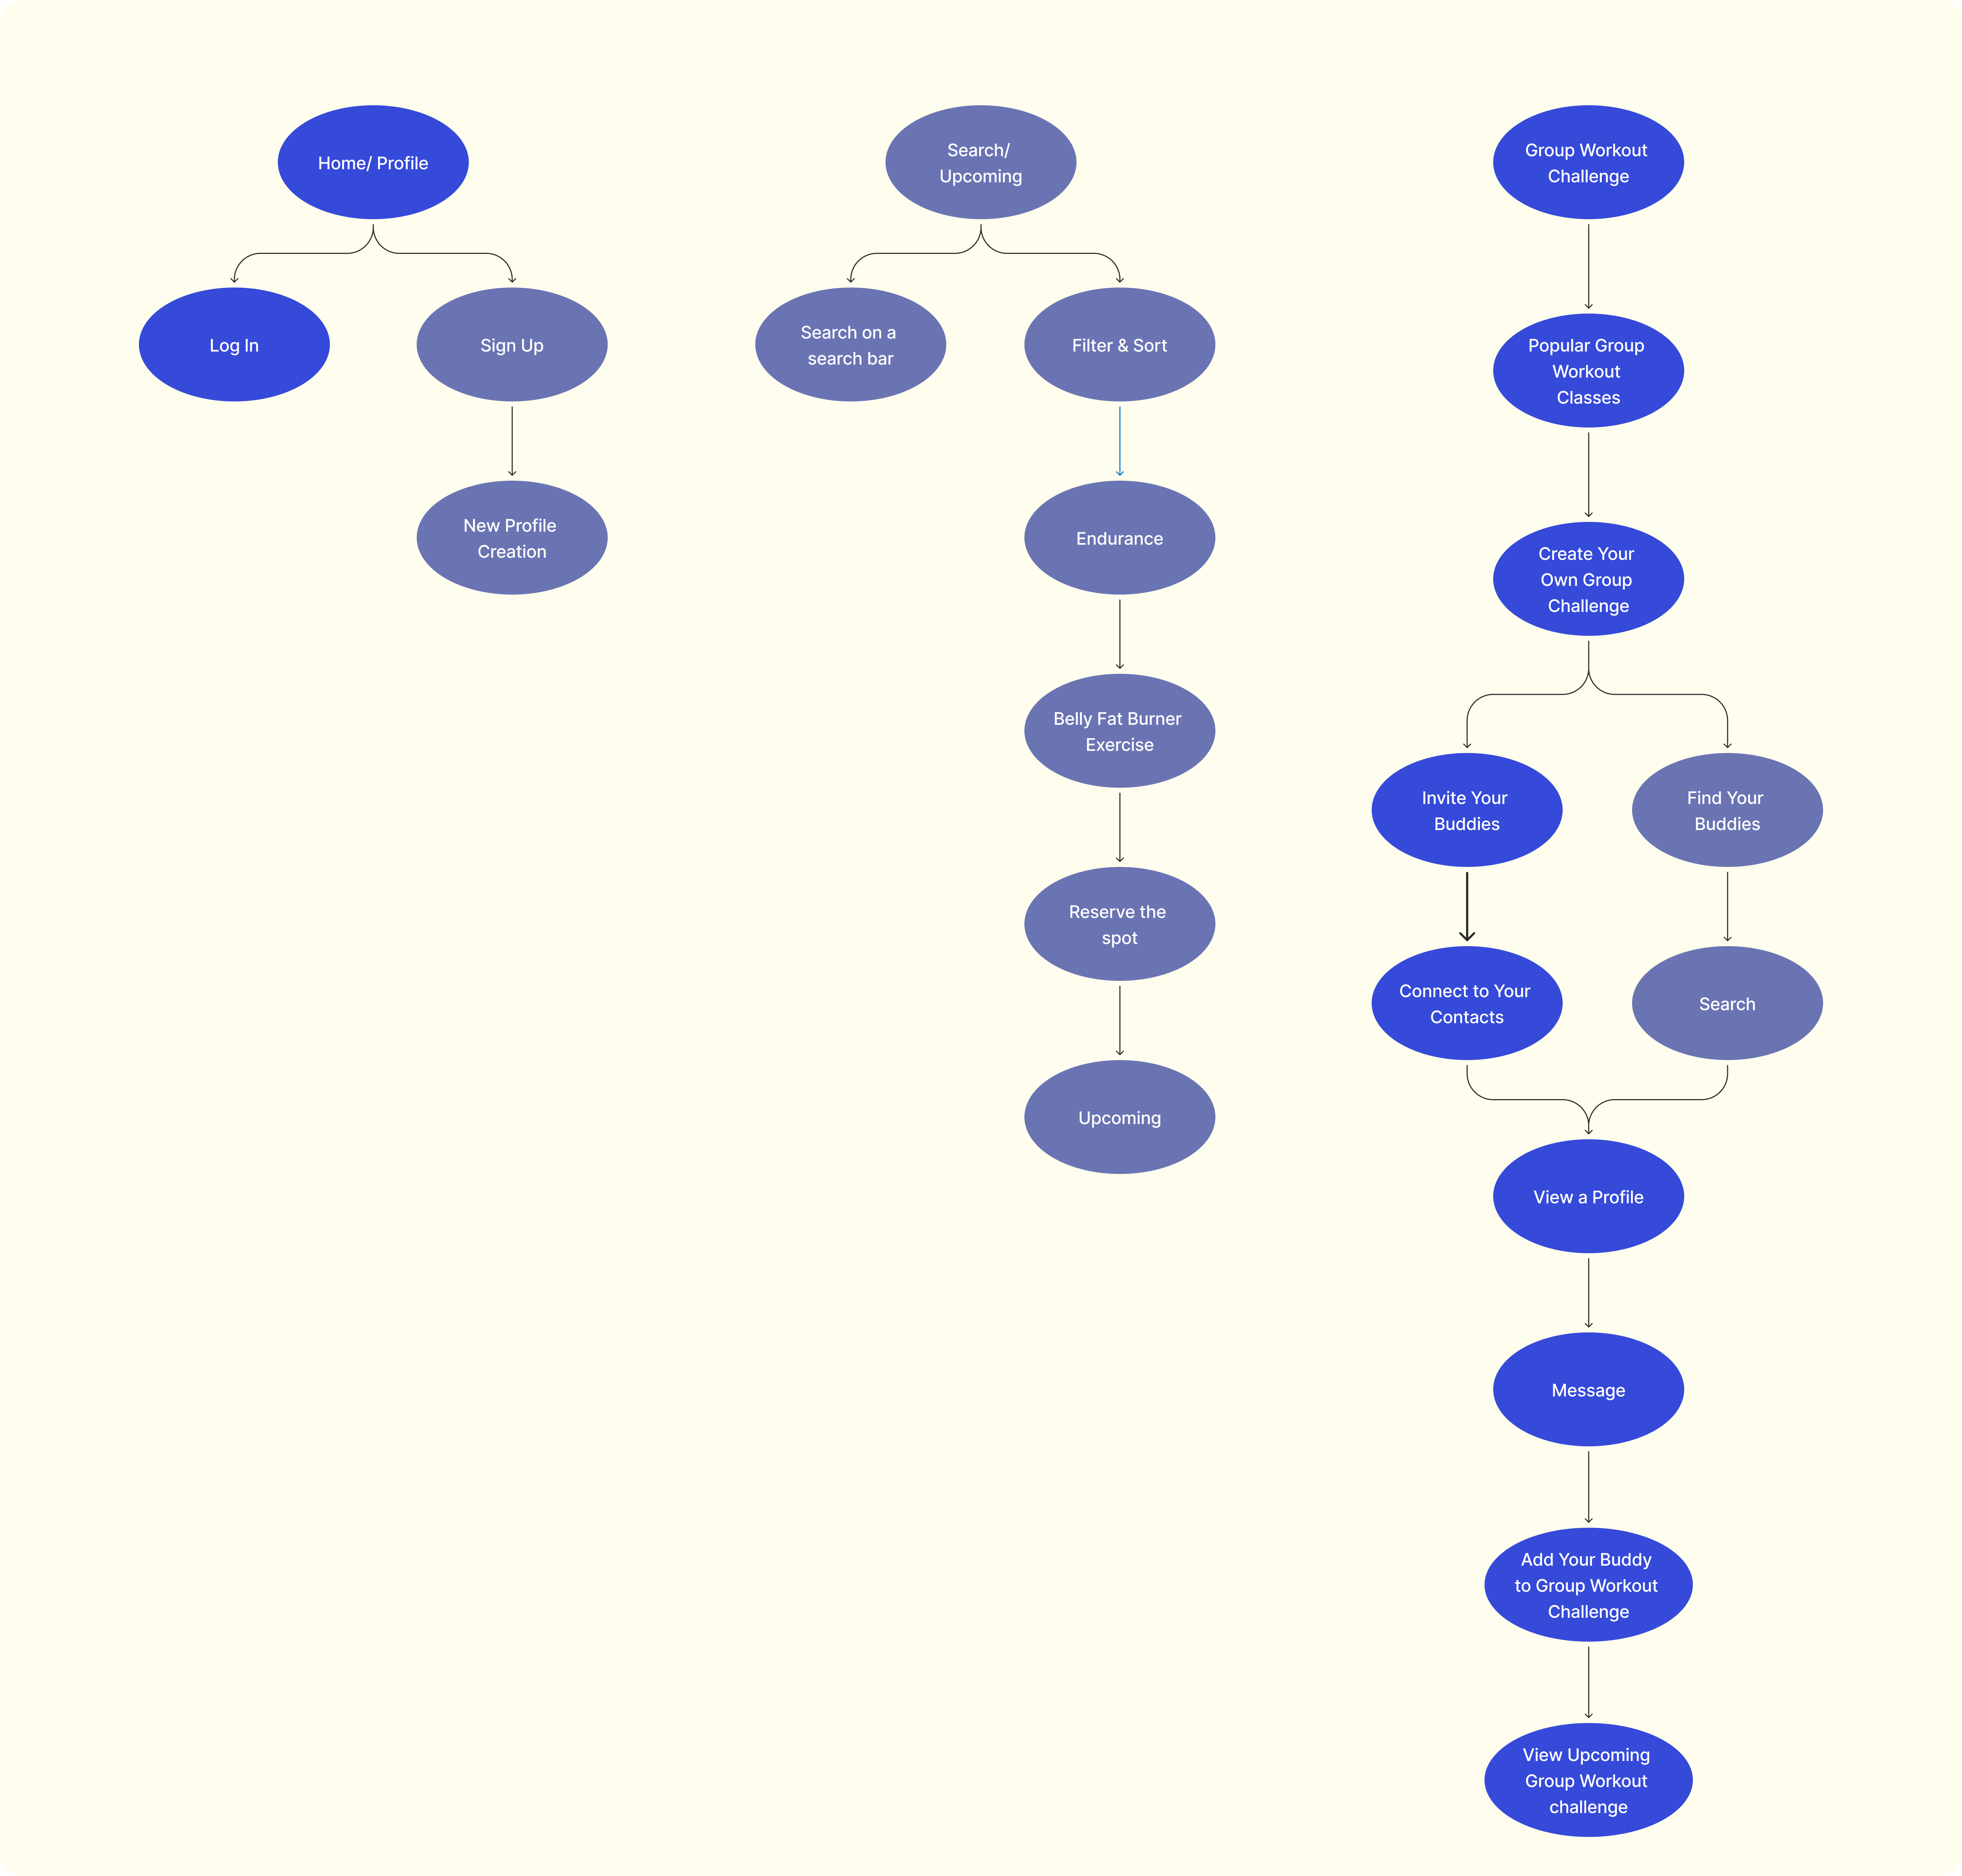 Home/ Profile
Log In
Sign Up
New Profile
Creation
Search/
Upcoming
Search on a
search bar
Filter & Sort
Endurance
Belly Fat Burner
Exercise
Reserve the
spot
Upcoming
Group Workout
Challenge
Popular Group
Workout
Classes
Create Your
Own Group
Challenge
Invite Your
Buddies
Find Your
Buddies
Connect to Your
Contacts
Search
View a Profile
Message
Add Your Buddy
to Group Workout
Challenge
View Upcoming
Group Workout
challenge